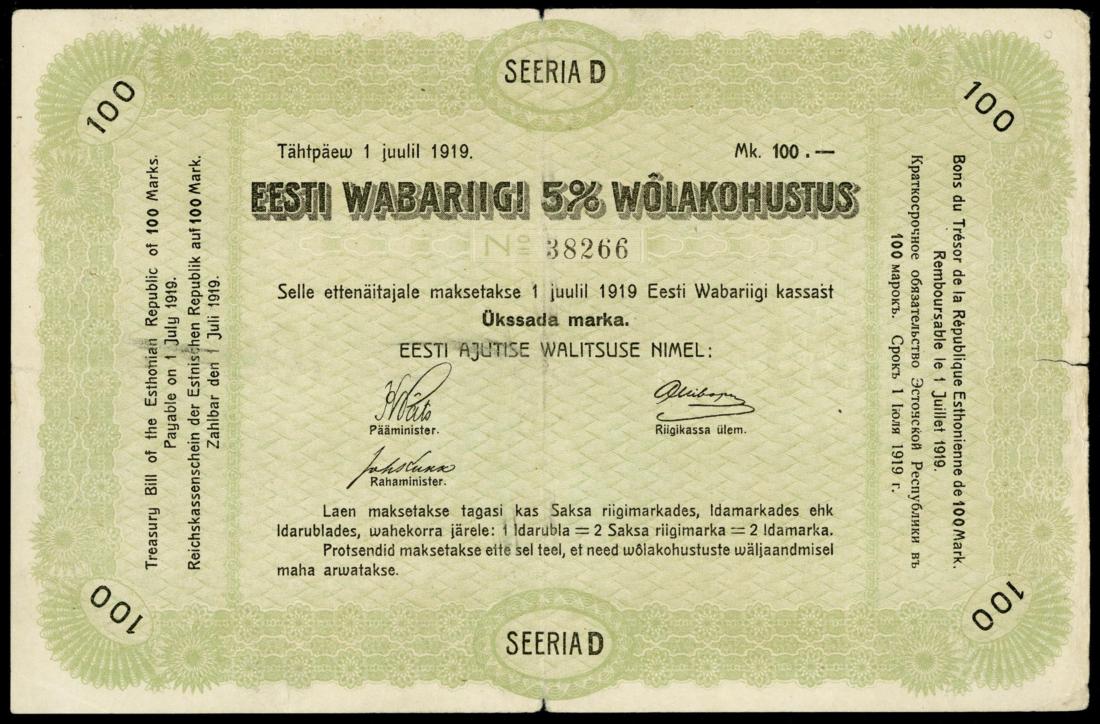 SEERIA D
100
100
Tähtpäew 1 juulil 1919.
Mk. 100.—
EESTI WABARIIGI 5% WÕLAKOHUSTUS
No 38266
Selle ettenäitajale maksetakse 1 juulil 1919 Eesti Wabariigi kassast
Ükssada marka.
EESTI AJUTISE WALITSUSE NIMEL:
Pääminister.
Riigikassa ülem.
Rahaminister.
Laen maksetakse tagasi kas Saksa riigimarkades, Idamarkades ehk
Idarublades, wahekorra järele: 1 Idarubla = 2 Saksa riigimarka = 2 Idamarka.
Protsendid maksetakse ette sel teel, et need wõlakohustuste wäljaandmisel
maha arwatakse.
Treasury Bill of the Esthonian Republic of 100 Marks.
Payable on 1 July 1919.
Reichskassenschein der Estnischen Republik auf 100 Mark.
Zahlbar den 1 Juli 1919.
Bons du Trésor de la République Esthonienne de 100 Mark.
Remboursable le 1 Juillet 1919.
Краткосрочное обязательство Эстонской Республики въ
100 марокъ. Срокъ 1 Іюля 1919 г.
100
100
SEERIA D